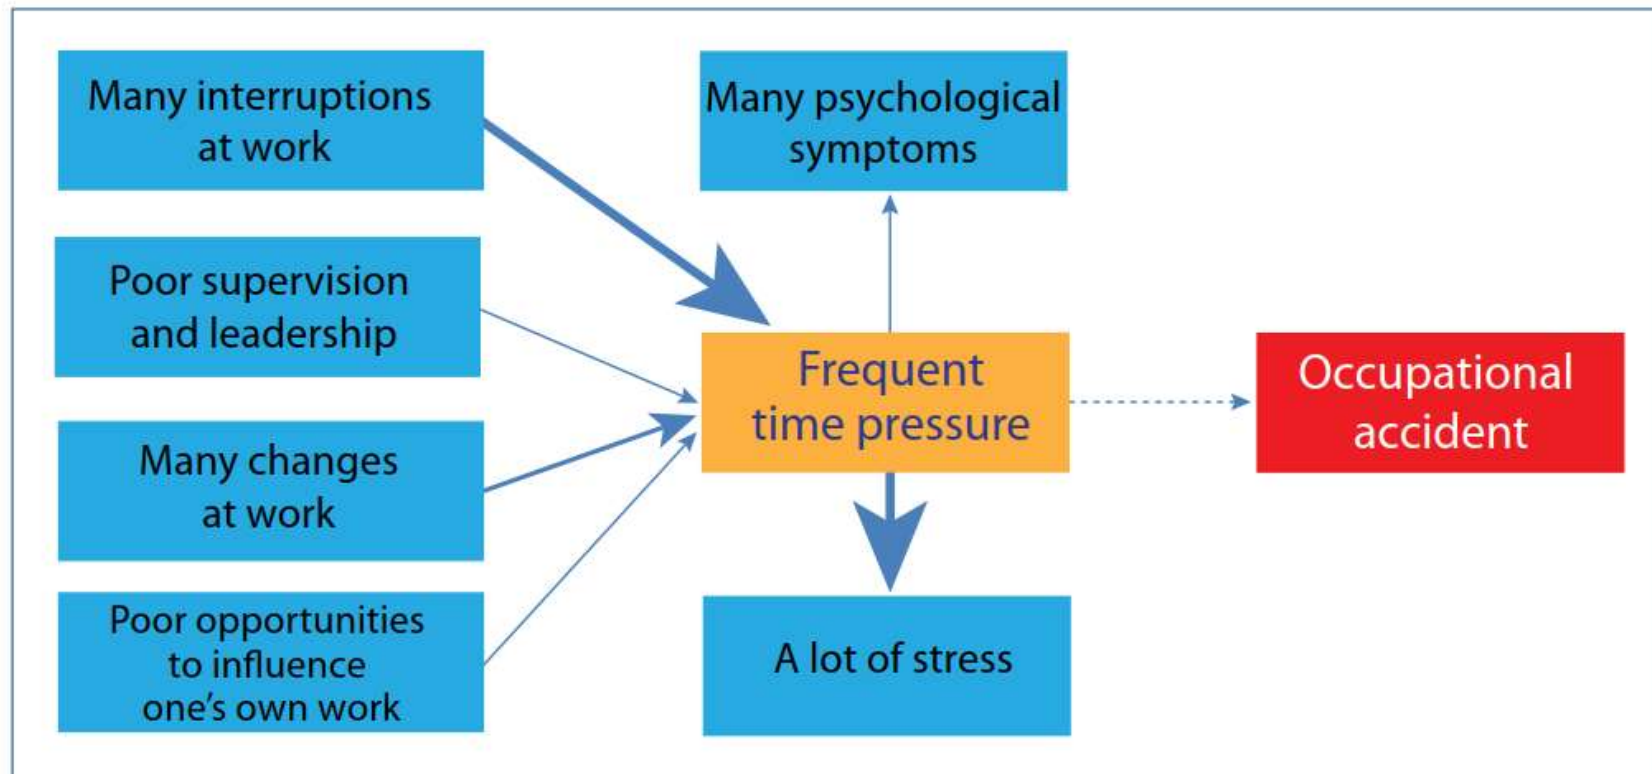 Many interruptions
at work
Poor supervision
and leadership
Many changes
at work
Poor opportunities
to influence
one's own work
Many psychological
symptoms
Frequent
time pressure
A lot of stress
Occupational
accident